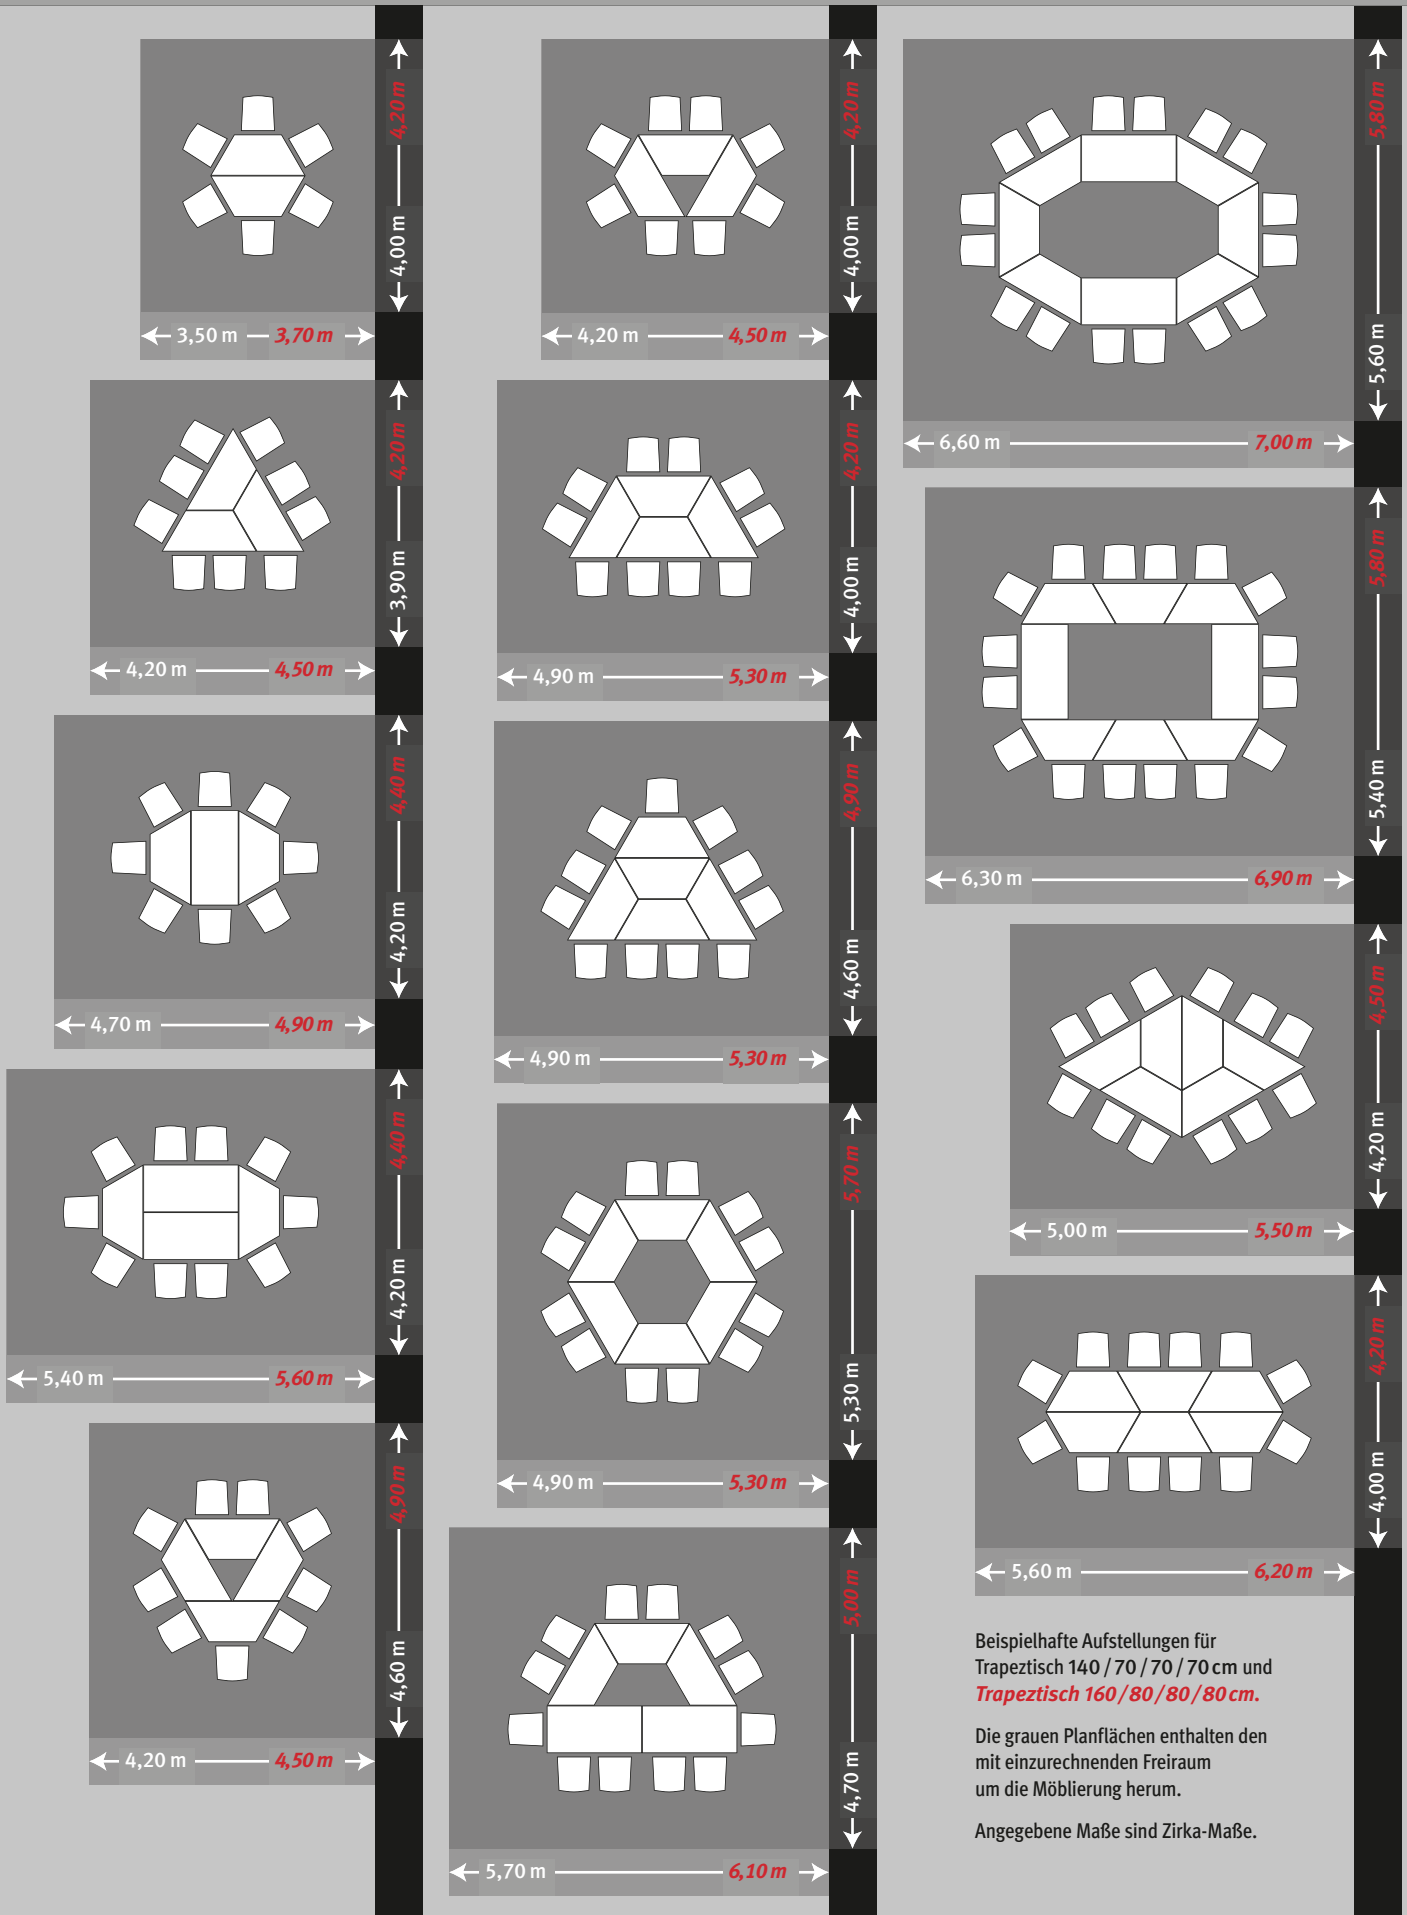 4,20 m
4,00 m
3,50 m 3,70 m
4,20 m
3,90 m
4,20 m 4,50 m
4,40 m
4,20 m
4,70 m 4,90 m
4,40 m
4,20 m
5,40 m 5,60 m
4,90 m
4,60 m
4,20 m 4,50 m
4,20 m
4,00 m
4,20 m 4,50 m
4,20 m
4,00 m
4,90 m 5,30 m
4,90 m
4,60 m
4,90 m 5,30 m
5,70 m
5,30 m
4,90 m 5,30 m
5,00 m
4,70 m
5,70 m 6,10 m
5,80 m
5,60 m
6,60 m 7,00 m
5,80 m
5,40 m
6,30 m 6,90 m
4,50 m
4,20 m
5,00 m 5,50 m
4,20 m
4,00 m
5,60 m 6,20 m
Beispielhafte Aufstellungen für
Trapeztisch 140 / 70 / 70 / 70 cm und
Trapeztisch 160 / 80 / 80 / 80 cm.
Die grauen Planflächen enthalten den
mit einzurechnenden Freiraum
um die Möblierung herum.
Angegebene Maße sind Zirka-Maße.